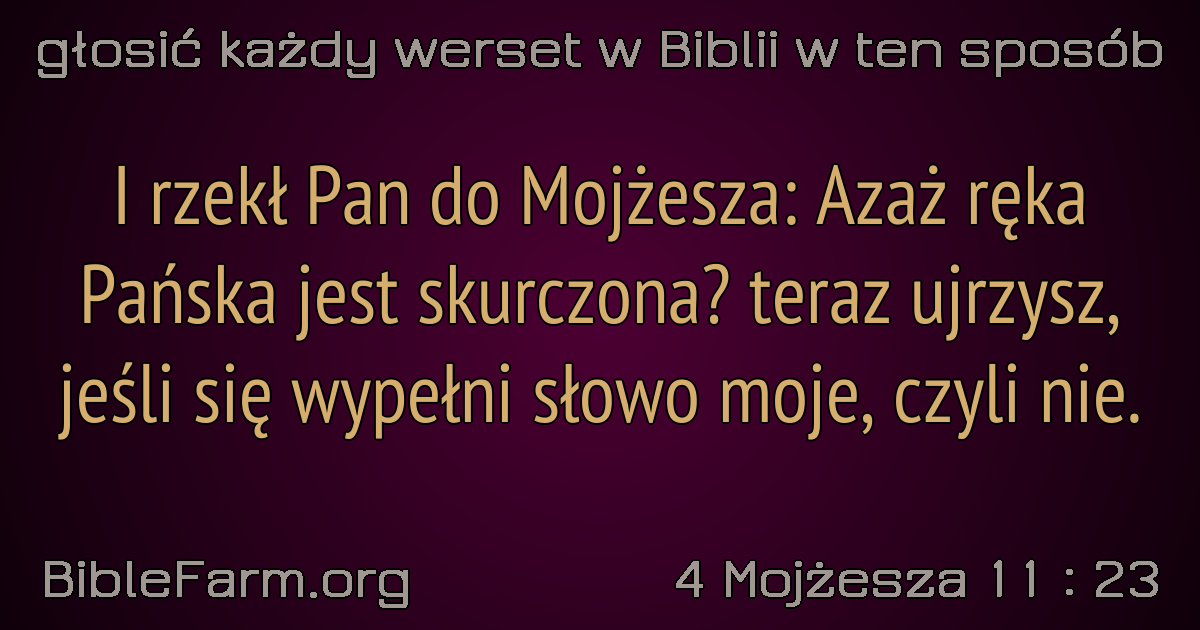 głosić każdy werset w Biblii w ten sposób
I rzekł Pan do Mojżesza: Azaż ręka
Pańska jest skurczona? teraz ujrzysz,
jeśli się wypełni słowo moje, czyli nie.
BibleFarm.org
4 Mojżesza 11 : 23